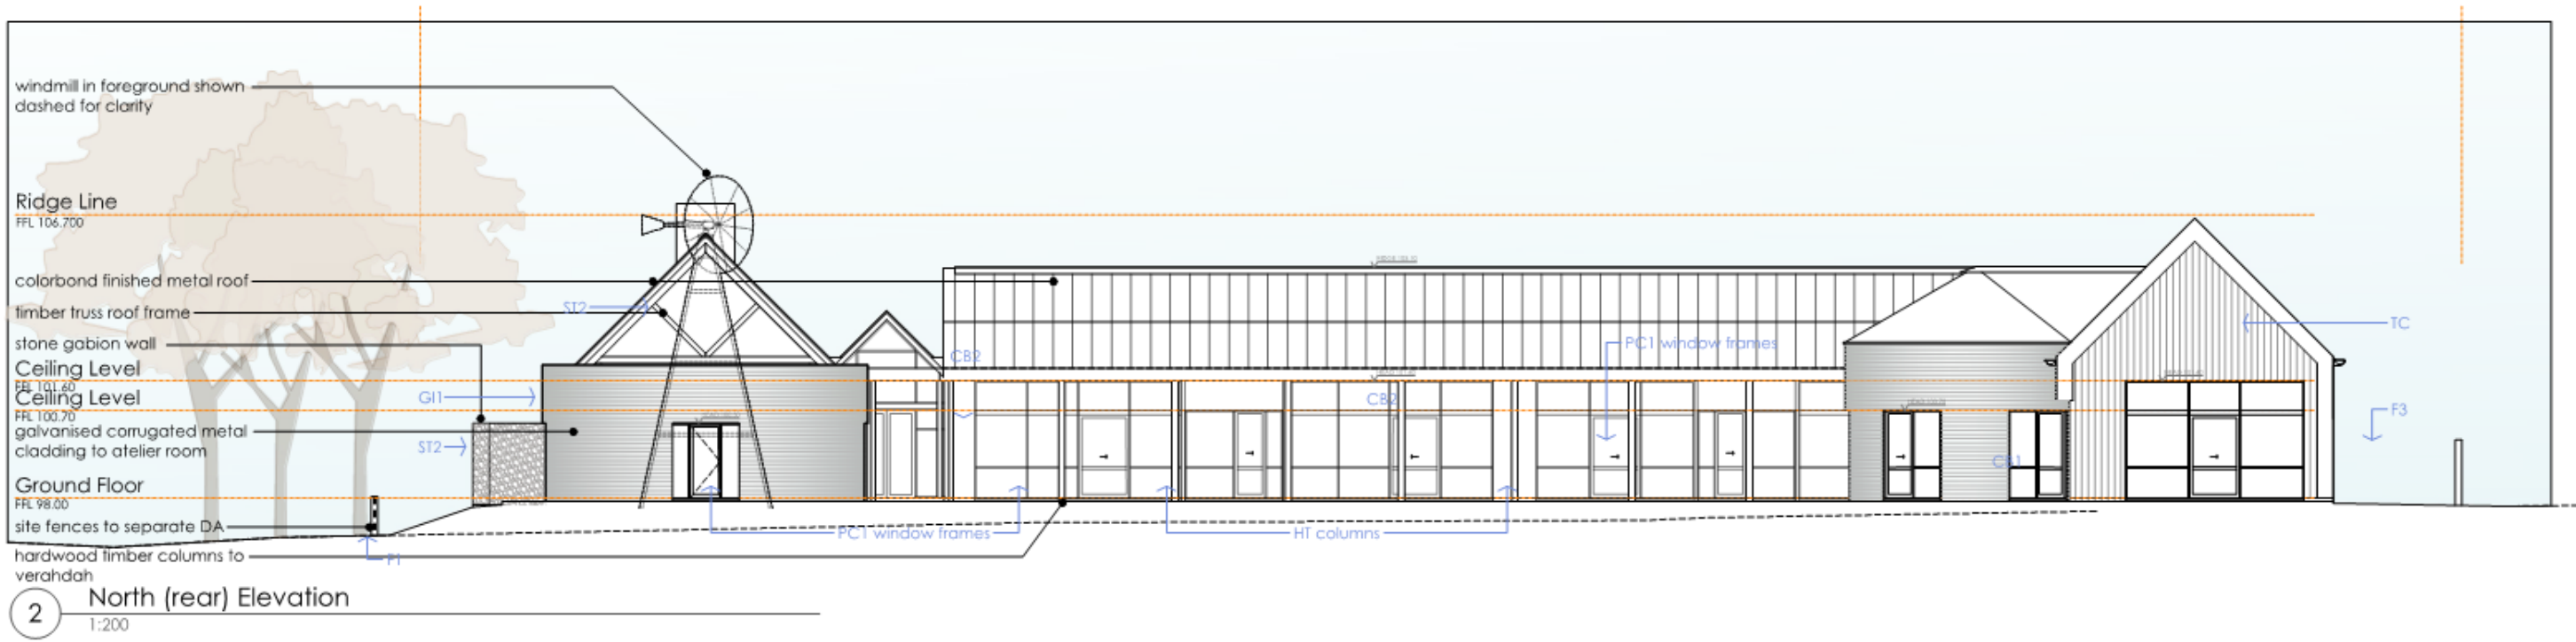 windmill in foreground shown
dashed for clarity
Ridge Line
FFL 106.700
colorbond finished metal roof
timber truss roof frame
ST2
stone gabion wall
PC1 window frames
TC
CB2
Ceiling Level
FFL 101.60
Ceiling Level
FFL 100.70
GI1
CB2
F3
galvanised corrugated metal
cladding to atelier room
ST2
CB1
Ground Floor
FFL 98.00
site fences to separate DA
PC1 window frames
HT columns
hardwood timber columns to
verahdah
F1
2
North (rear) Elevation
1:200